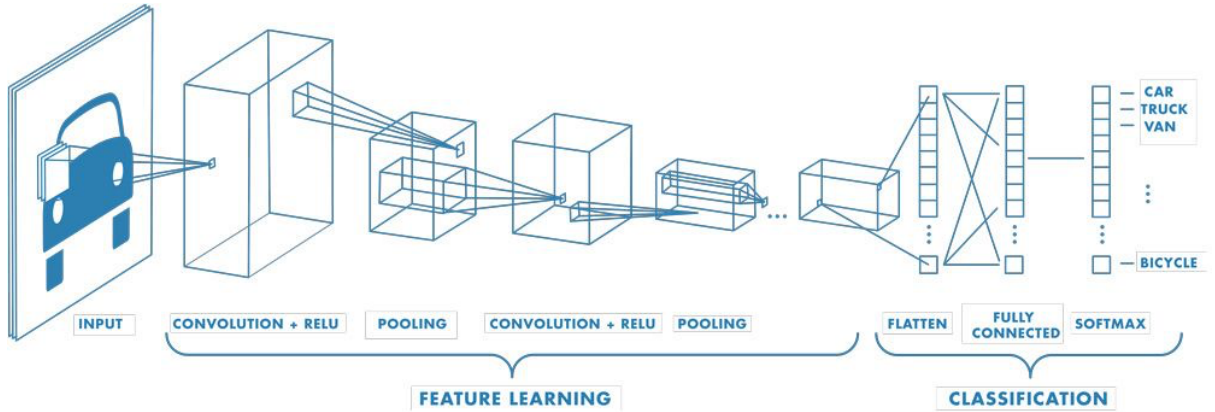 CAR
TRUCK
VAN
BICYCLE
INPUT
CONVOLUTION + RELU
POOLING
CONVOLUTION + RELU
POOLING
FLATTEN
FULLY
CONNECTED
SOFTMAX
FEATURE LEARNING
CLASSIFICATION